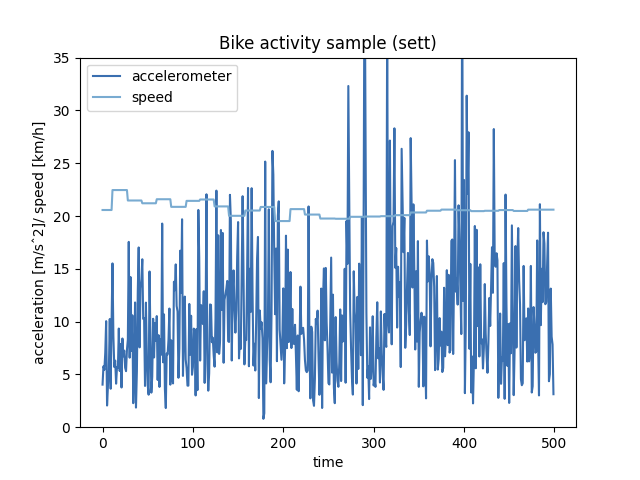 Bike activity sample (sett)
accelerometer
speed
acceleration [m/s^2]/ speed [km/h]
35
30
25
20
15
10
5
0
0 100 200 300 400 500
time